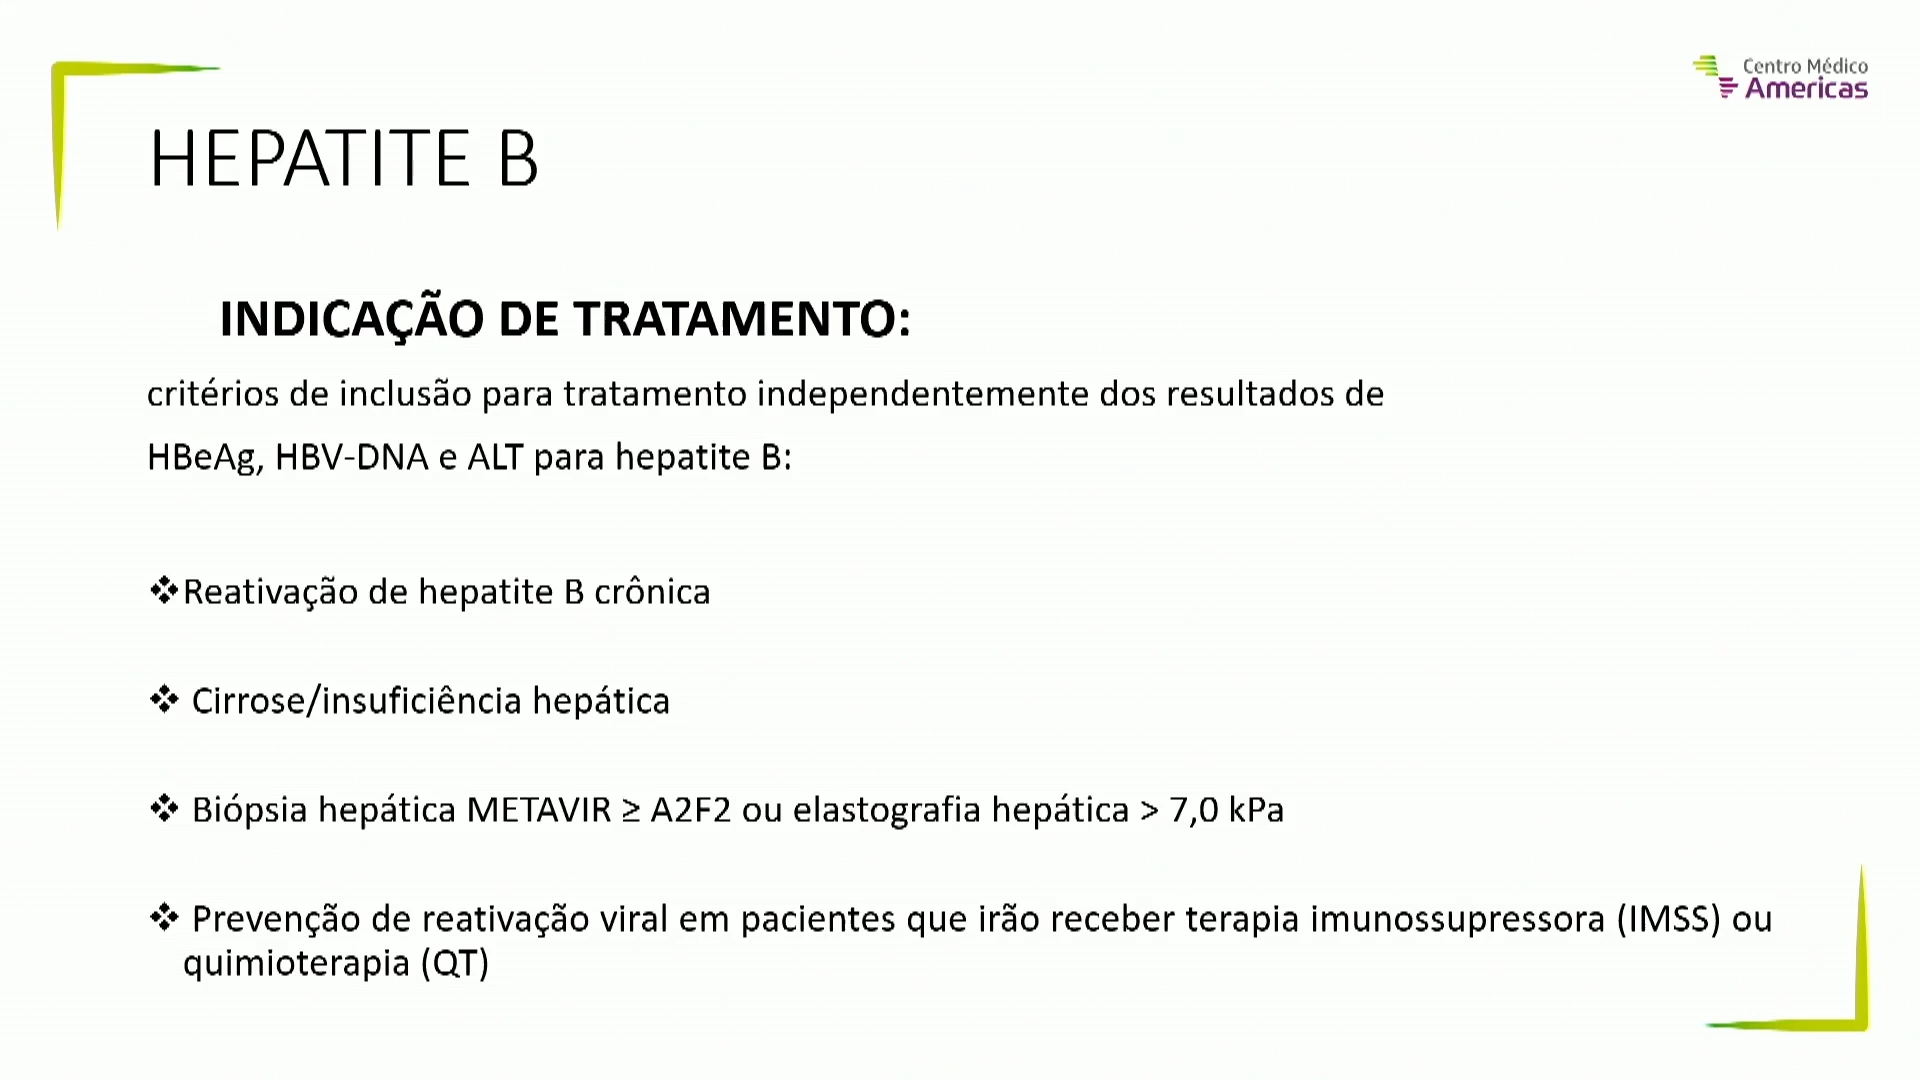 Centro Médico
Americas
HEPATITE B
INDICAÇÃO DE TRATAMENTO:
critérios de inclusão para tratamento independentemente dos resultados de
HBeAg, HBV-DNA e ALT para hepatite B:
❖Reativação de hepatite B crônica
❖ Cirrose/insuficiência hepática
❖ Biópsia hepática METAVIR ≥ A2F2 ou elastografia hepática > 7,0 kPa
❖ Prevenção de reativação viral em pacientes que irão receber terapia imunossupressora (IMSS) ou
quimioterapia (QT)